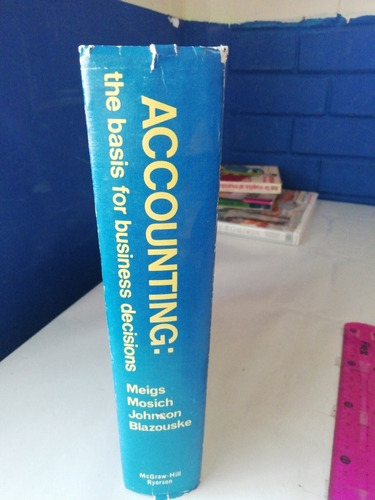 ACCOUNTING:
the basis for business decisions
Meigs
Mosich
Johnson
Blazouske
McGraw-Hill
Ryerson